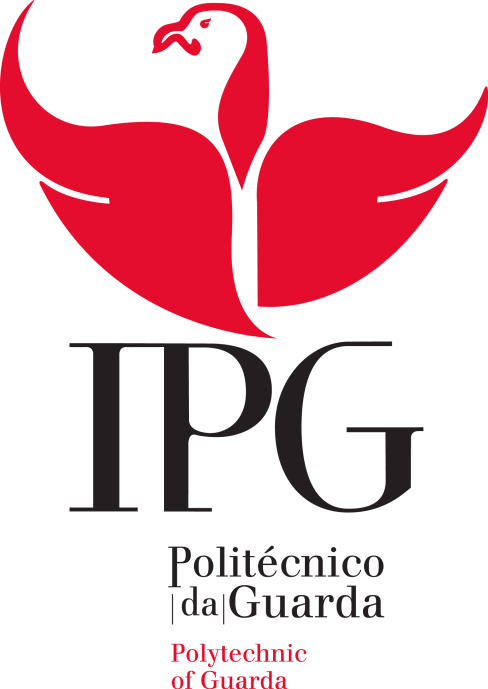 IPG
Politécnico
|da|Guarda
Polytechnic
of Guarda